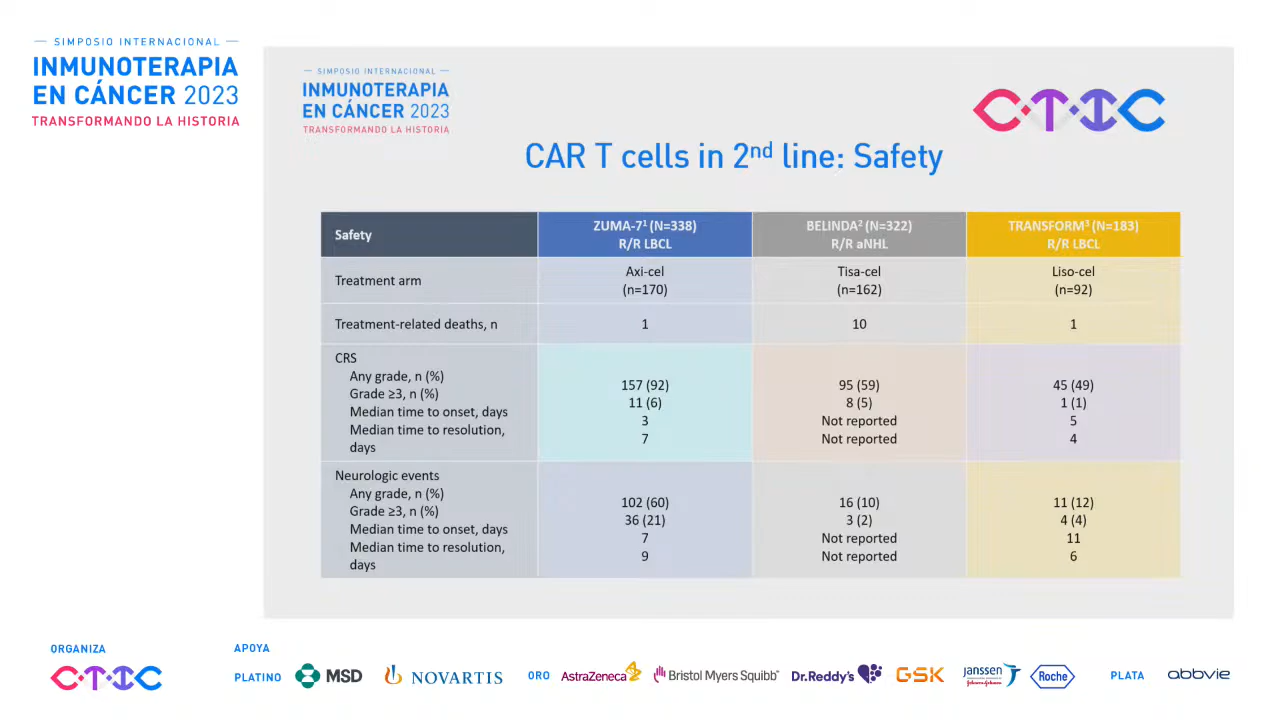 SIMPOSIO INTERNACIONAL
INMUNOTERAPIA
EN CÁNCER 2023
TRANSFORMANDO LA HISTORIA
SIMPOSIO INTERNACIONAL
INMUNOTERAPIA
EN CÁNCER 2023
TRANSFORMANDO LA HISTORIA
CTIC
CAR T cells in 2nd line: Safety
Safety
ZUMA-7¹ (N=338)
R/R LBCL
BELINDA² (N=322)
R/R aNHL
TRANSFORM³ (N=183)
R/R LBCL
Treatment arm
Axi-cel
(n=170)
Tisa-cel
(n=162)
Liso-cel
(n=92)
Treatment-related deaths, n 1 10 1
CRS
Any grade, n (%) 157 (92) 95 (59) 45 (49)
Grade ≥3, n (%) 11 (6) 8 (5) 1 (1)
Median time to onset, days 3 Not reported 5
Median time to resolution, 7 Not reported 4
days
Neurologic events
Any grade, n (%) 102 (60) 16 (10) 11 (12)
Grade ≥3, n (%) 36 (21) 3 (2) 4 (4)
Median time to onset, days 7 Not reported 11
Median time to resolution, 9 Not reported 6
days
ORGANIZA
CTIC
APOYA
PLATINO MSD NOVARTIS ORO AstraZeneca Bristol Myers Squibb Dr.Reddy's GSK Janssen Johnson&Johnson Roche PLATA abbvie